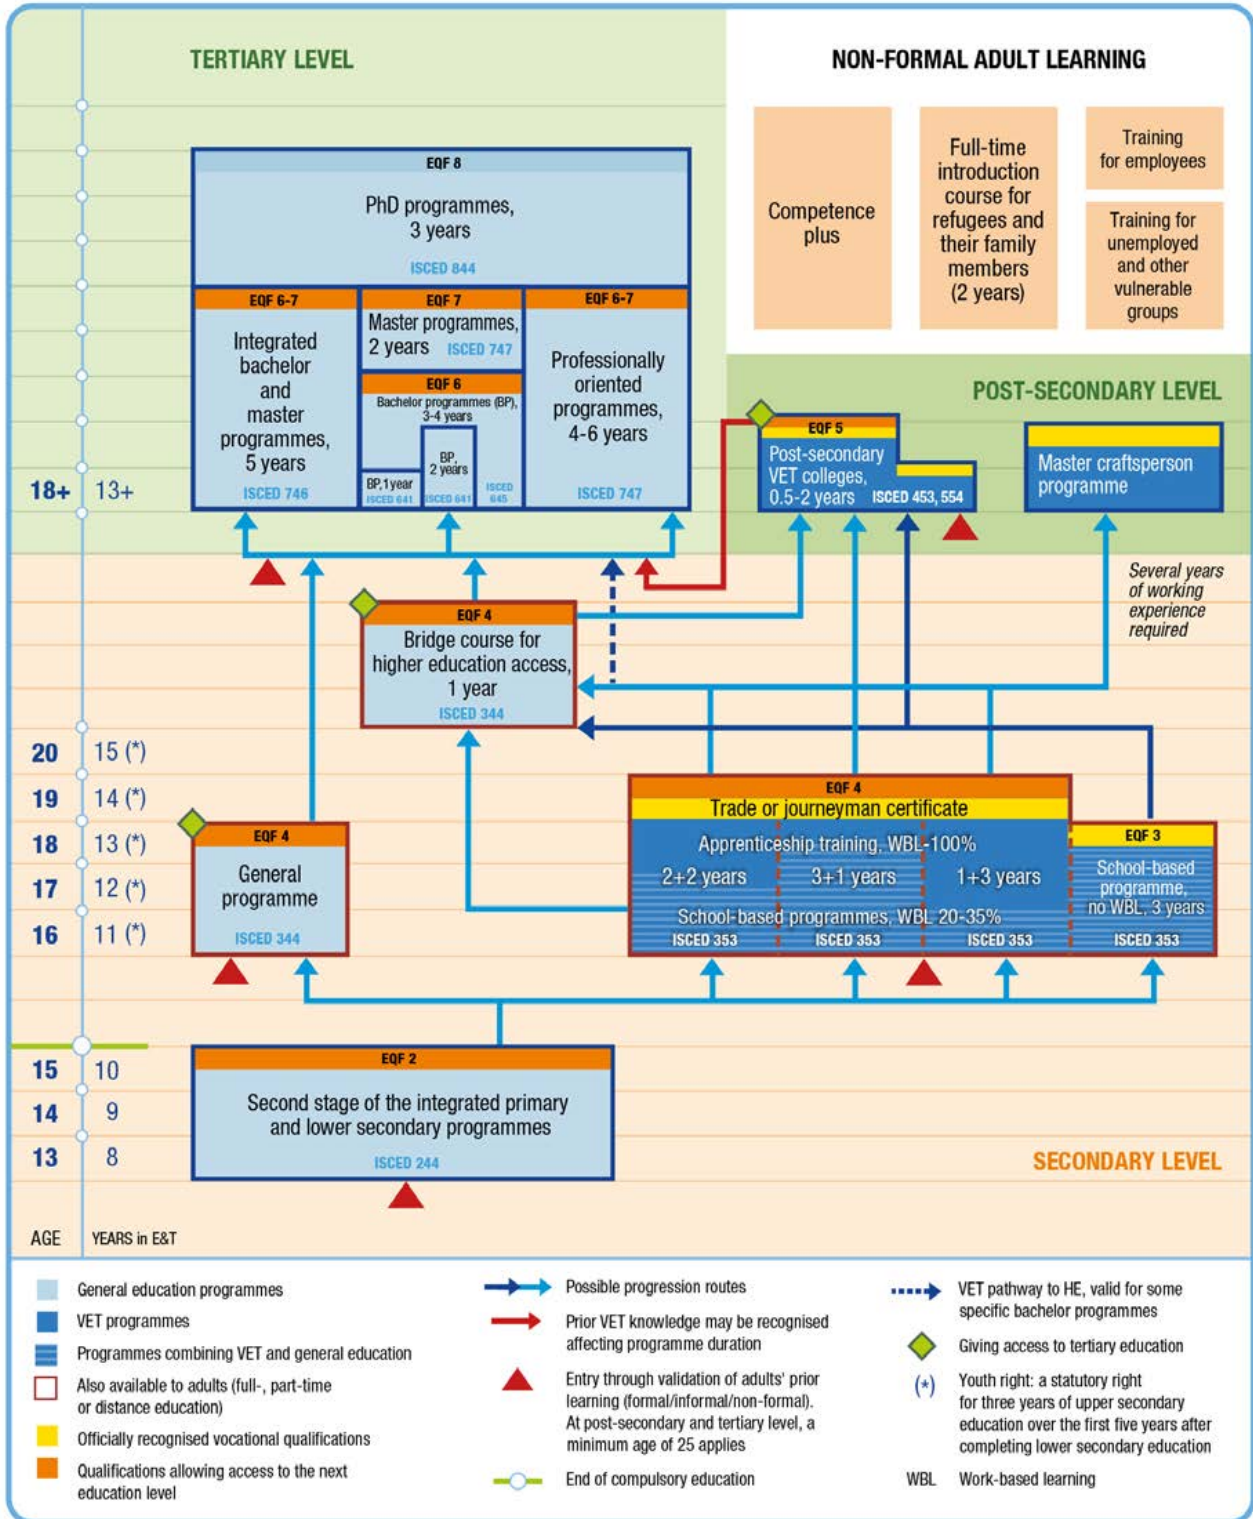 TERTIARY LEVEL
NON-FORMAL ADULT LEARNING
Competence
plus
Full-time
introduction
course for
refugees and
their family
members
(2 years)
Training
for employees
Training for
unemployed
and other
vulnerable
groups
EQF 8
PhD programmes,
3 years
ISCED 844
EQF 6-7
Integrated
bachelor
and
master
programmes,
5 years
ISCED 746
EQF 7
Master programmes,
2 years ISCED 747
EQF 6
Bachelor programmes (BP),
3-4 years
BP, 1 year
ISCED 641
BP,
2 years
ISCED 641
ISCED
645
EQF 6-7
Professionally
oriented
programmes,
4-6 years
ISCED 747
POST-SECONDARY LEVEL
EQF 5
Post-secondary
VET colleges,
0.5-2 years ISCED 453, 554
Master craftsperson
programme
18+ 13+
Several years
of working
experience
required
EQF 4
Bridge course for
higher education access,
1 year
ISCED 344
20 15 (*)
19 14 (*)
18 13 (*)
17 12 (*)
16 11 (*)
EQF 4
General
programme
ISCED 344
EQF 4
Trade or journeyman certificate
Apprenticeship training, WBL-100%
2+2 years 3+1 years 1+3 years
School-based programmes, WBL 20-35%
ISCED 353 ISCED 353 ISCED 353
EQF 3
School-based
programme,
no WBL, 3 years
ISCED 353
15 10
14 9
13 8
EQF 2
Second stage of the integrated primary
and lower secondary programmes
ISCED 244
SECONDARY LEVEL
AGE YEARS in E&T
General education programmes
VET programmes
Programmes combining VET and general education
Also available to adults (full-, part-time
or distance education)
Officially recognised vocational qualifications
Qualifications allowing access to the next
education level
Possible progression routes
Prior VET knowledge may be recognised
affecting programme duration
Entry through validation of adults' prior
learning (formal/informal/non-formal).
At post-secondary and tertiary level, a
minimum age of 25 applies
End of compulsory education
VET pathway to HE, valid for some
specific bachelor programmes
Giving access to tertiary education
(*) Youth right: a statutory right
for three years of upper secondary
education over the first five years after
completing lower secondary education
WBL Work-based learning